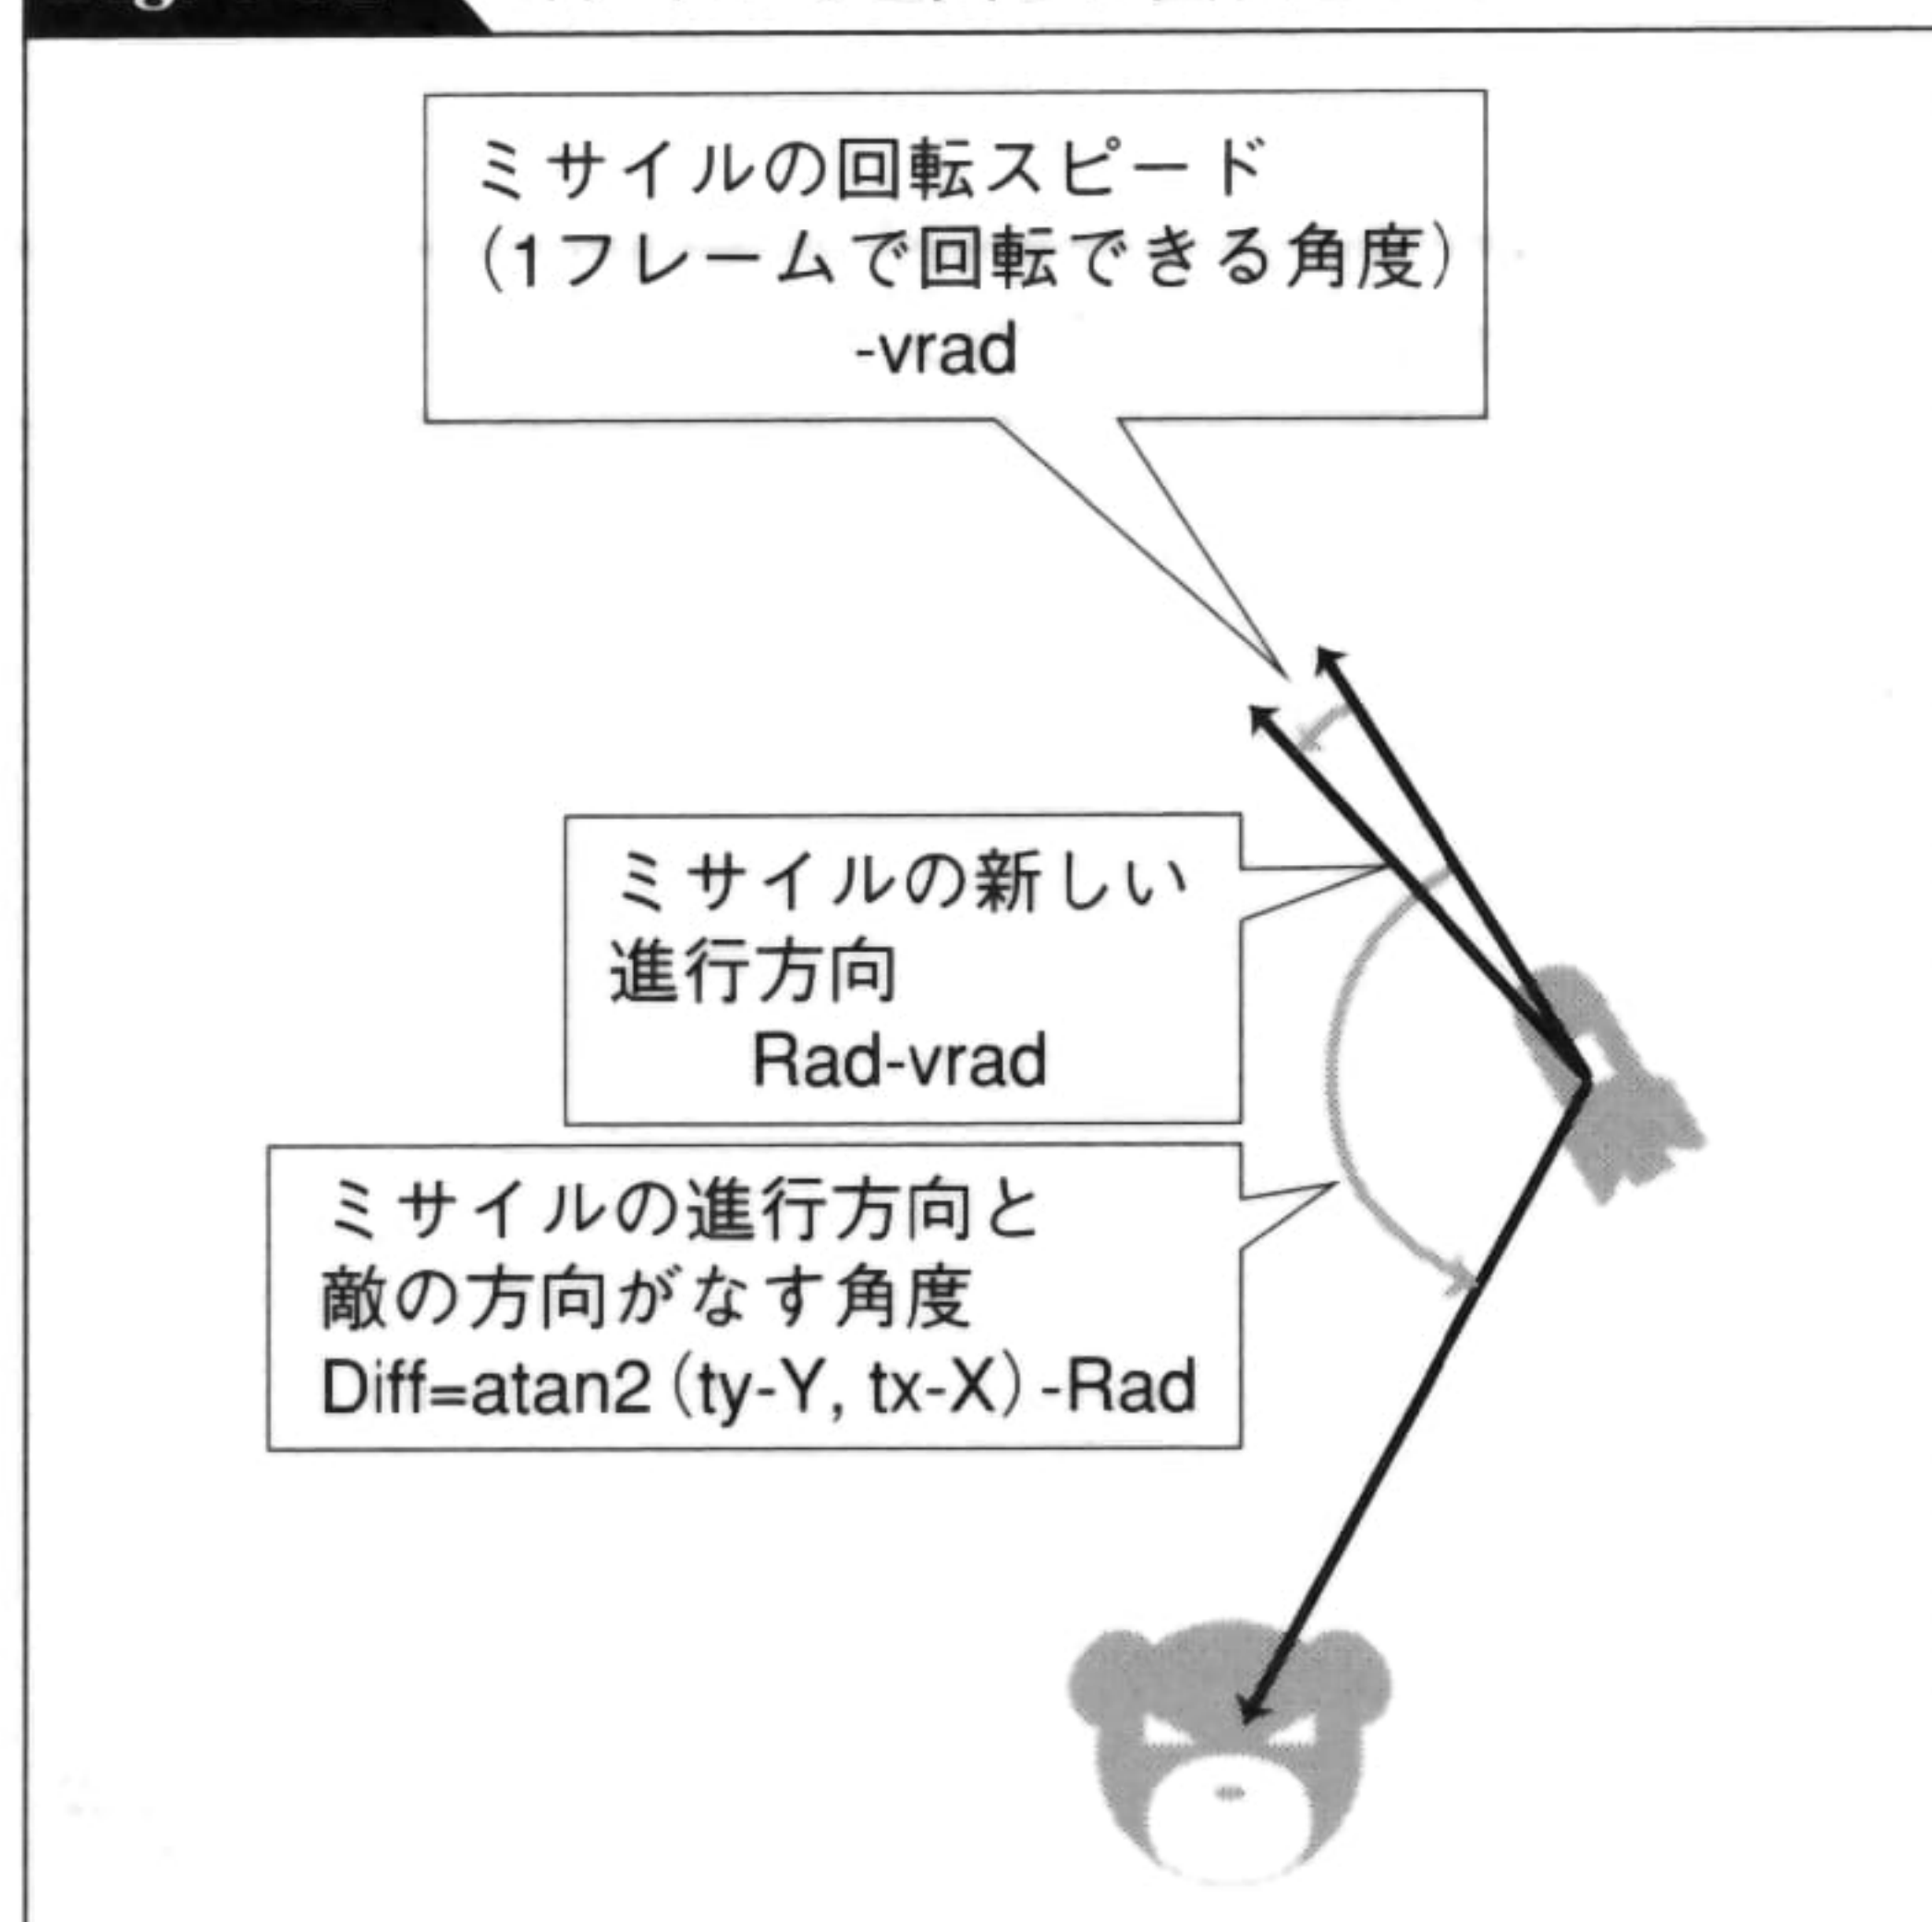 ミサイルの回転スピード
（1フレームで回転できる角度）
-vrad
ミサイルの新しい
進行方向
Rad-vrad
ミサイルの進行方向と
敵の方向がなす角度
Diff=atan2（ty-Y, tx-X）-Rad